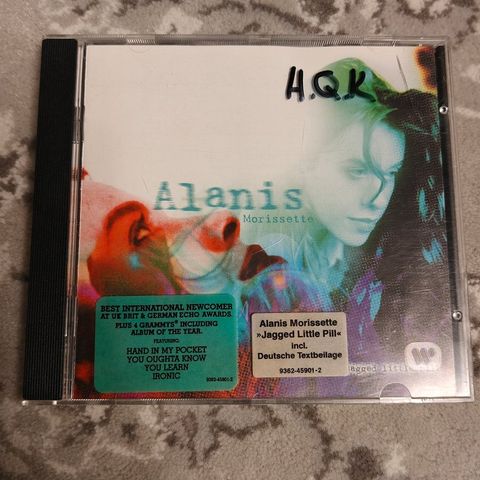 H.Q.K
Alanis
Morissette
BEST INTERNATIONAL NEWCOMER
AT UK BRIT & GERMAN ECHO AWARDS.
PLUS 4 GRAMMYS® INCLUDING
ALBUM OF THE YEAR.
FEATURING:
HAND IN MY POCKET
YOU OUGHTA KNOW
YOU LEARN
IRONIC
9362-45901-2
Alanis Morissette
»Jagged Little Pill«
incl.
Deutsche Textbeilage
9362-45901-2
jagged little